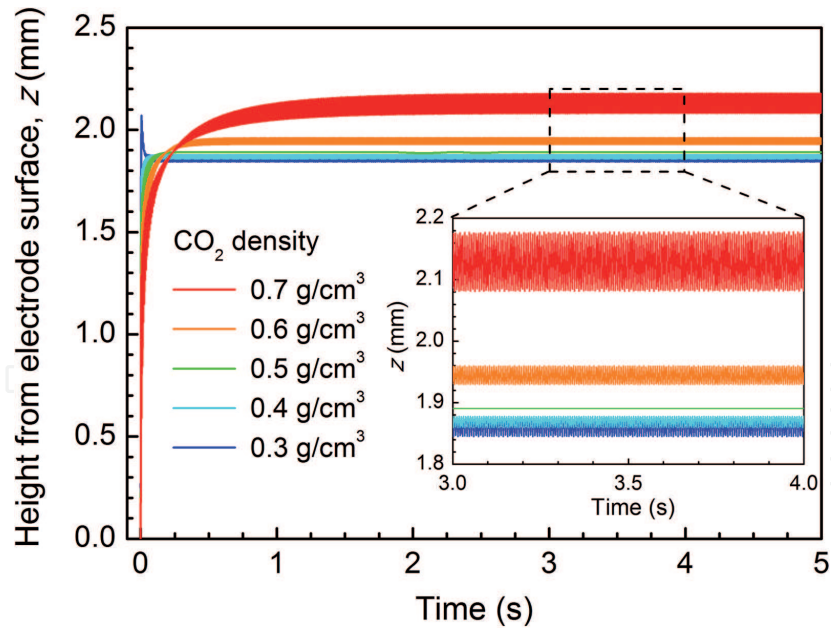 Height from electrode surface, z (mm)
2.5
2.0
1.5
1.0
0.5
0.0
CO₂ density
0.7 g/cm³
0.6 g/cm³
0.5 g/cm³
0.4 g/cm³
0.3 g/cm³
z (mm)
2.2
2.1
2.0
1.9
1.8
3.0 3.5 4.0
Time (s)
0 1 2 3 4 5
Time (s)